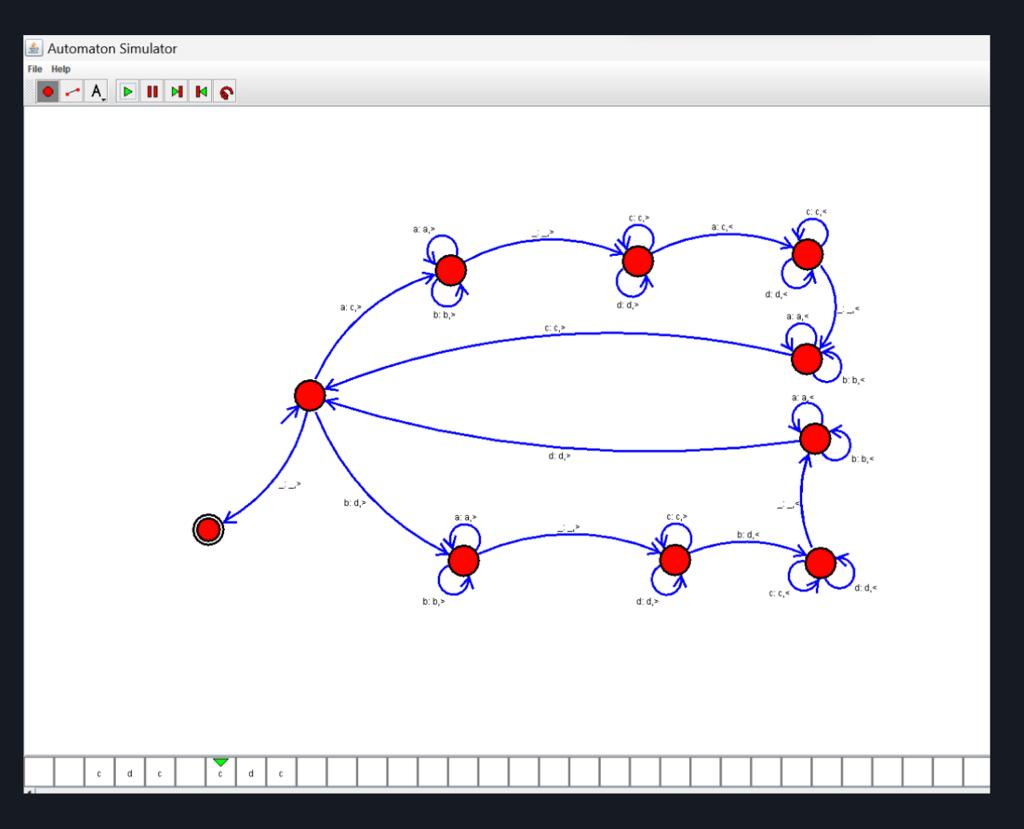 Automaton Simulator
File Help
A
c: c,<
a: a,> _: _,> c: c,> a: c,<
d: d,<
a: c,> b: b,> d: d,> _: _,<
a: a,<
c: c,>
b: b,<
a: a,<
d: d,> b: b,<
_: _,>
b: d,> _: _,<
a: a,> _: _,> c: c,> b: d,<
c: c,< d: d,<
b: b,> d: d,>
c d c c d c